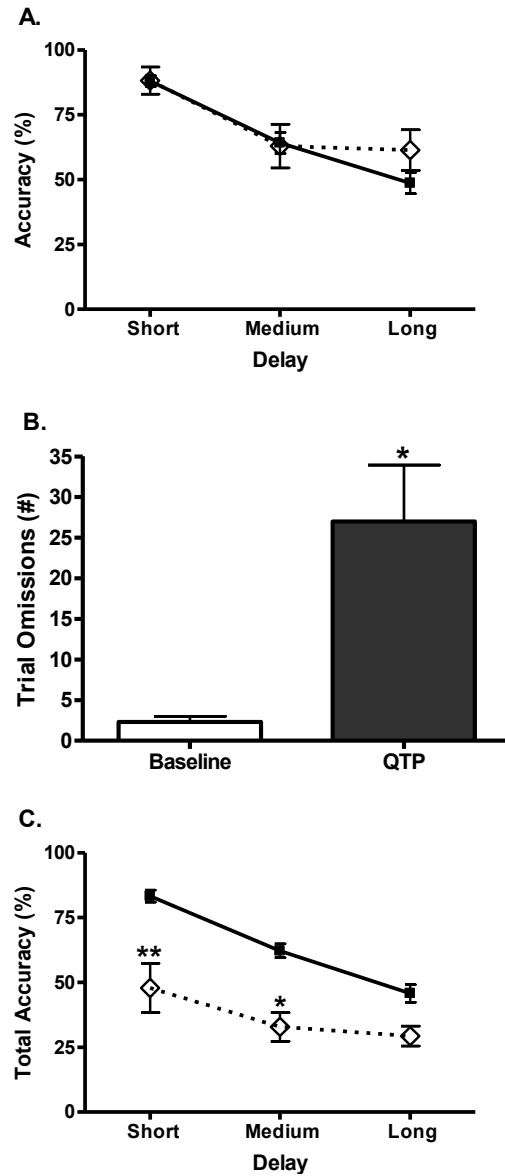 A.
Accuracy (%)
100
75
50
25
0
Short Medium Long
Delay
B.
Trial Omissions (#)
35
30
25
20
15
10
5
0
*
Baseline QTP
C.
Total Accuracy (%)
100
75
50
25
0
**
*
Short Medium Long
Delay